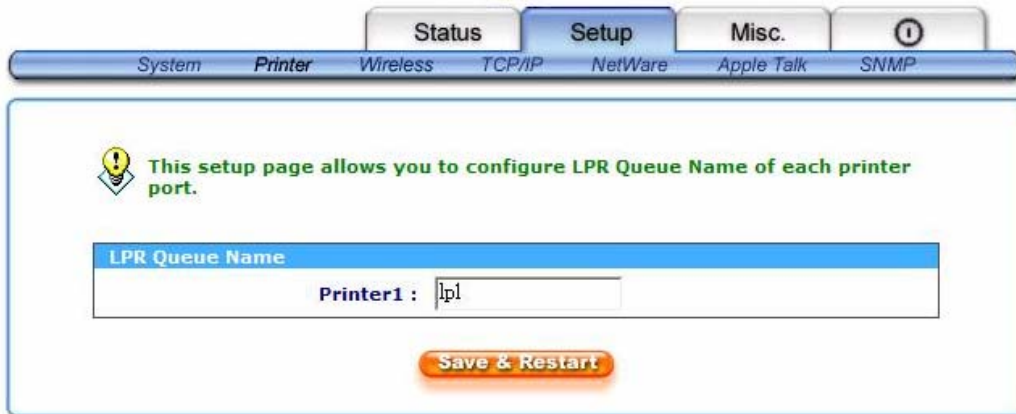 Status Setup Misc.
System Printer Wireless TCP/IP NetWare Apple Talk SNMP
This setup page allows you to configure LPR Queue Name of each printer
port.
LPR Queue Name
Printer1 : lp1
Save & Restart